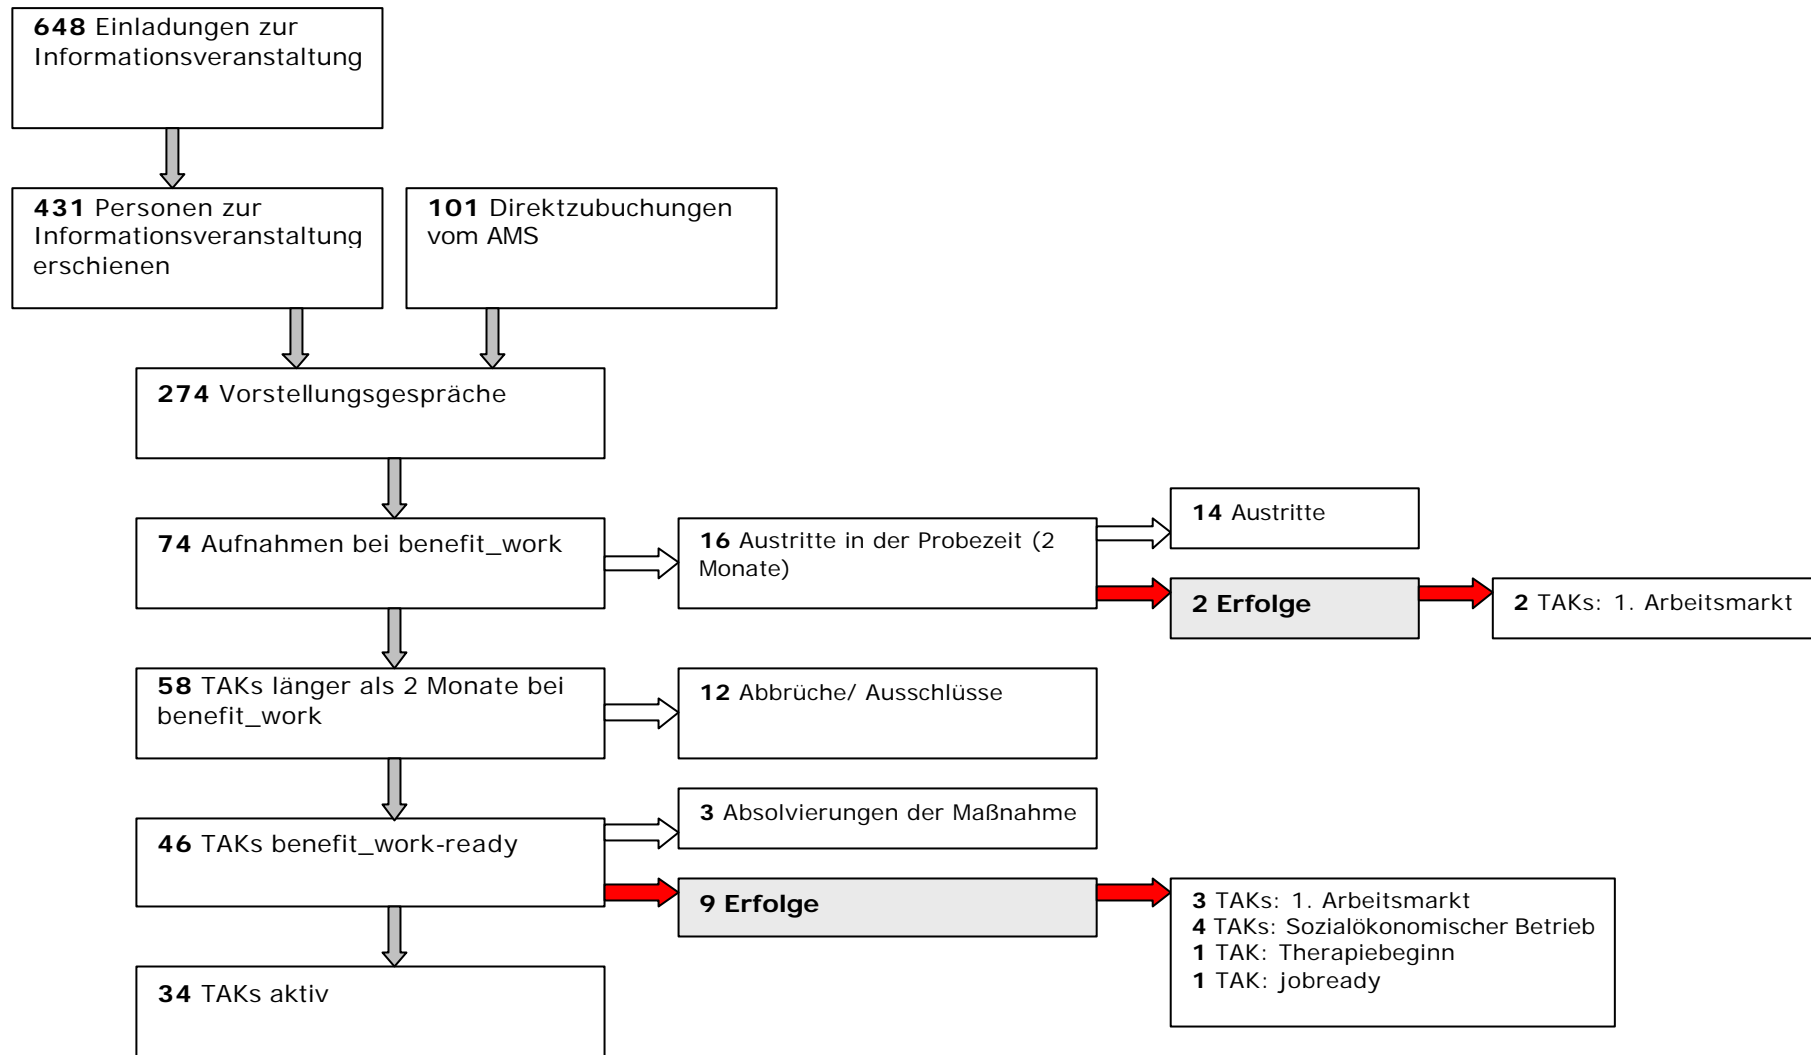 648 Einladungen zur
Informationsveranstaltung
431 Personen zur
Informationsveranstaltung
erschienen
101 Direktzubuchungen
vom AMS
274 Vorstellungsgespräche
74 Aufnahmen bei benefit_work
16 Austritte in der Probezeit (2
Monate)
14 Austritte
2 Erfolge
2 TAKs: 1. Arbeitsmarkt
58 TAKs länger als 2 Monate bei
benefit_work
12 Abbrüche/ Ausschlüsse
46 TAKs benefit_work-ready
3 Absolvierungen der Maßnahme
9 Erfolge
3 TAKs: 1. Arbeitsmarkt
4 TAKs: Sozialökonomischer Betrieb
1 TAK: Therapiebeginn
1 TAK: jobready
34 TAKs aktiv